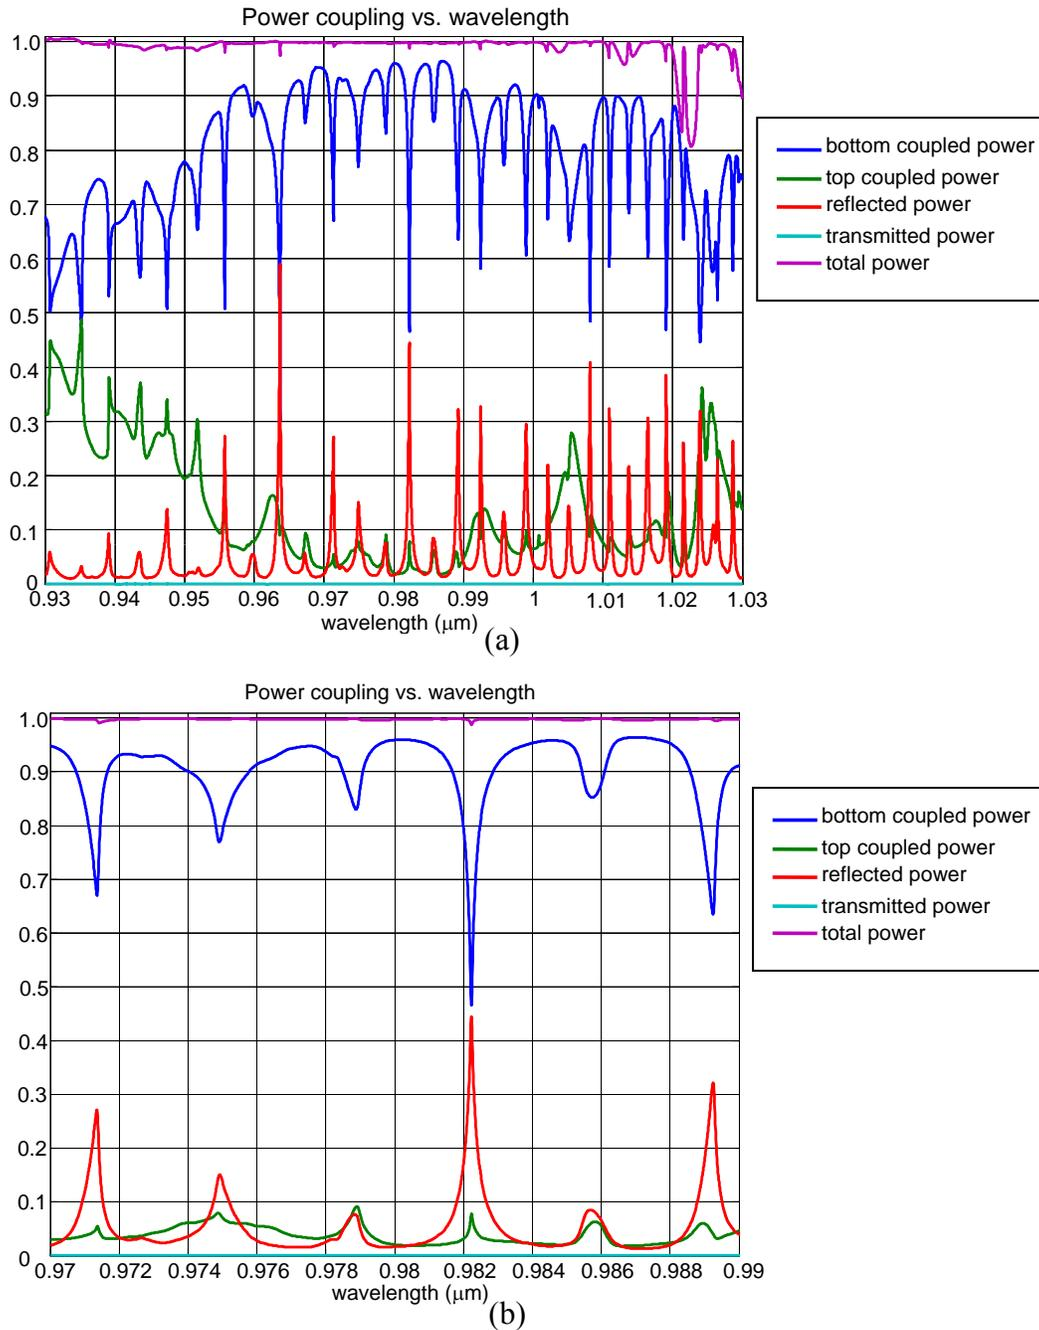 Power coupling vs. wavelength
1.0
0.9
0.8
0.7
0.6
0.5
0.4
0.3
0.2
0.1
0
0.93 0.94 0.95 0.96 0.97 0.98 0.99 1 1.01 1.02 1.03
wavelength (μm)
(a)
bottom coupled power
top coupled power
reflected power
transmitted power
total power
Power coupling vs. wavelength
1.0
0.9
0.8
0.7
0.6
0.5
0.4
0.3
0.2
0.1
0
0.97 0.972 0.974 0.976 0.978 0.98 0.982 0.984 0.986 0.988 0.99
wavelength (μm)
(b)
bottom coupled power
top coupled power
reflected power
transmitted power
total power